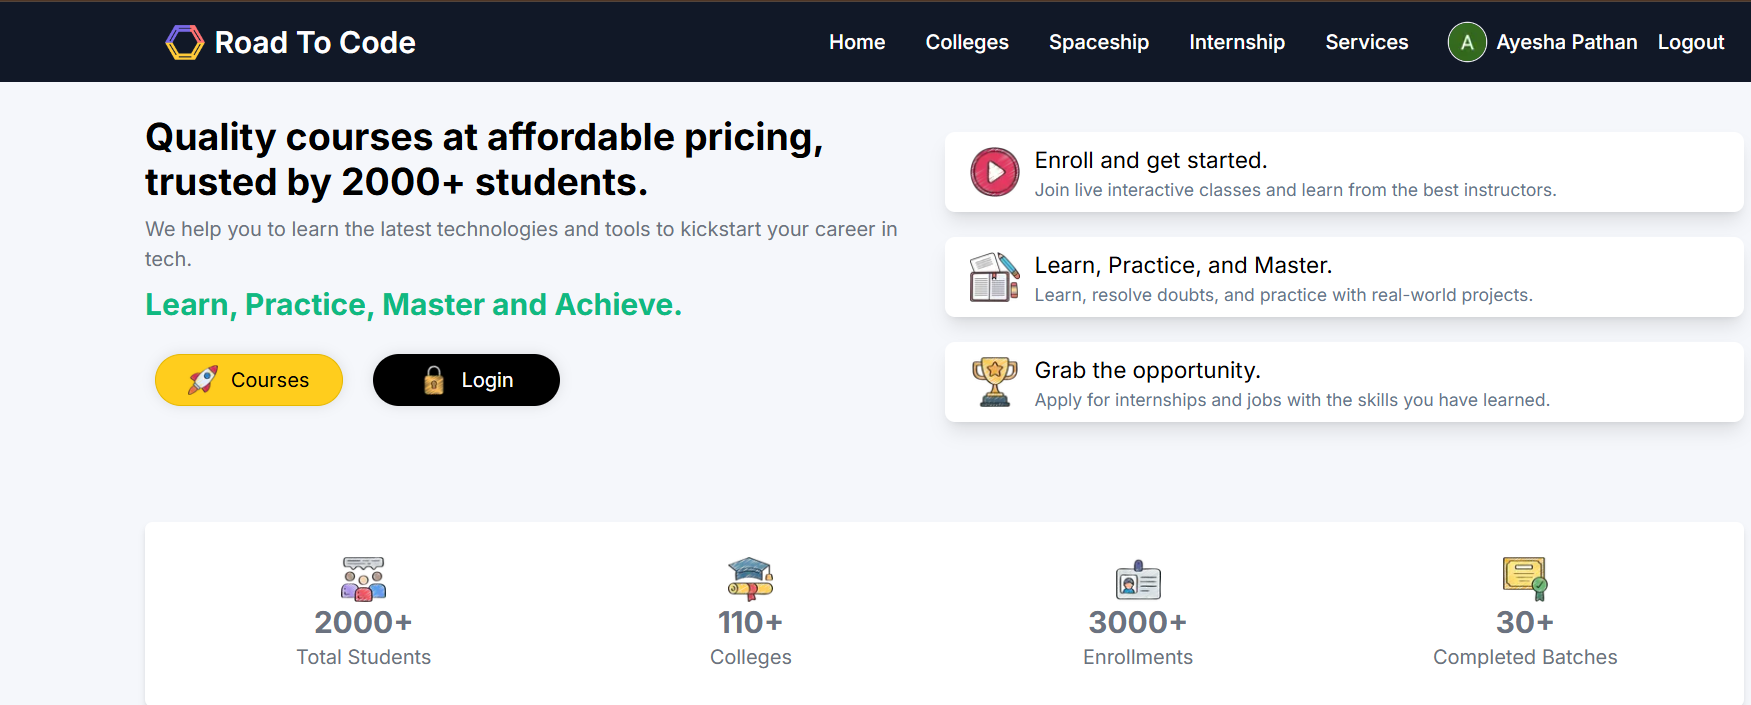 Road To Code
Home
Colleges
Spaceship
Internship
Services
A
Ayesha Pathan
Logout
Quality courses at affordable pricing,
trusted by 2000+ students.
We help you to learn the latest technologies and tools to kickstart your career in
tech.
Learn, Practice, Master and Achieve.
Courses
Login
Enroll and get started.
Join live interactive classes and learn from the best instructors.
Learn, Practice, and Master.
Learn, resolve doubts, and practice with real-world projects.
Grab the opportunity.
Apply for internships and jobs with the skills you have learned.
2000+
Total Students
110+
Colleges
3000+
Enrollments
30+
Completed Batches